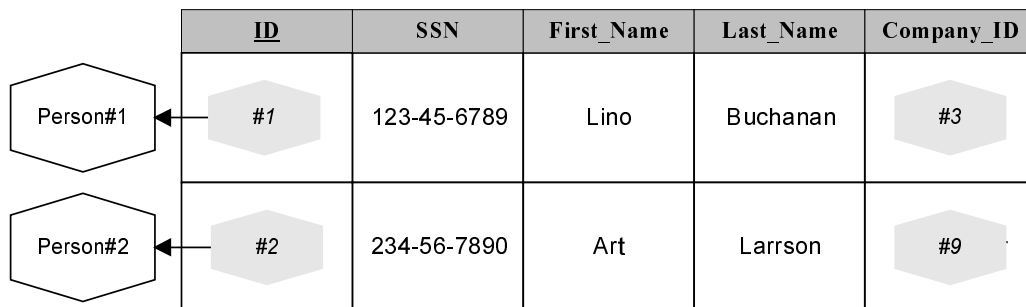 ID SSN First_Name Last_Name Company_ID
Person#1 #1 123-45-6789 Lino Buchanan #3
Person#2 #2 234-56-7890 Art Larrson #9